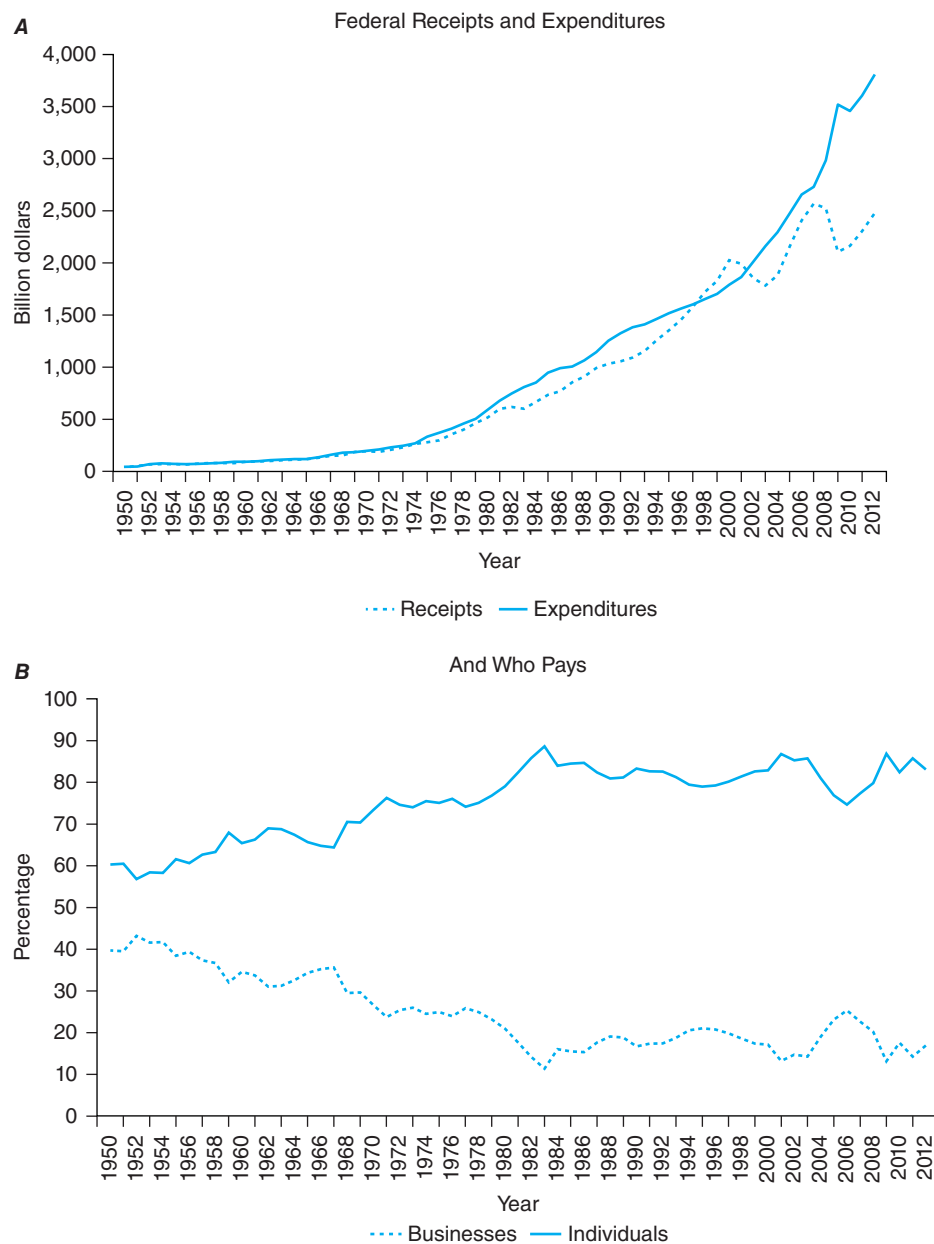 A
Federal Receipts and Expenditures
4,000
3,500
3,000
2,500
2,000
1,500
1,000
500
0
Billion dollars
1950 1952 1954 1956 1958 1960 1962 1964 1966 1968 1970 1972 1974 1976 1978 1980 1982 1984 1986 1988 1990 1992 1994 1996 1998 2000 2002 2004 2006 2008 2010 2012
Year
Receipts Expenditures
B
And Who Pays
100
90
80
70
60
50
40
30
20
10
0
Percentage
1950 1952 1954 1956 1958 1960 1962 1964 1966 1968 1970 1972 1974 1976 1978 1980 1982 1984 1986 1988 1990 1992 1994 1996 1998 2000 2002 2004 2006 2008 2010 2012
Year
Businesses Individuals